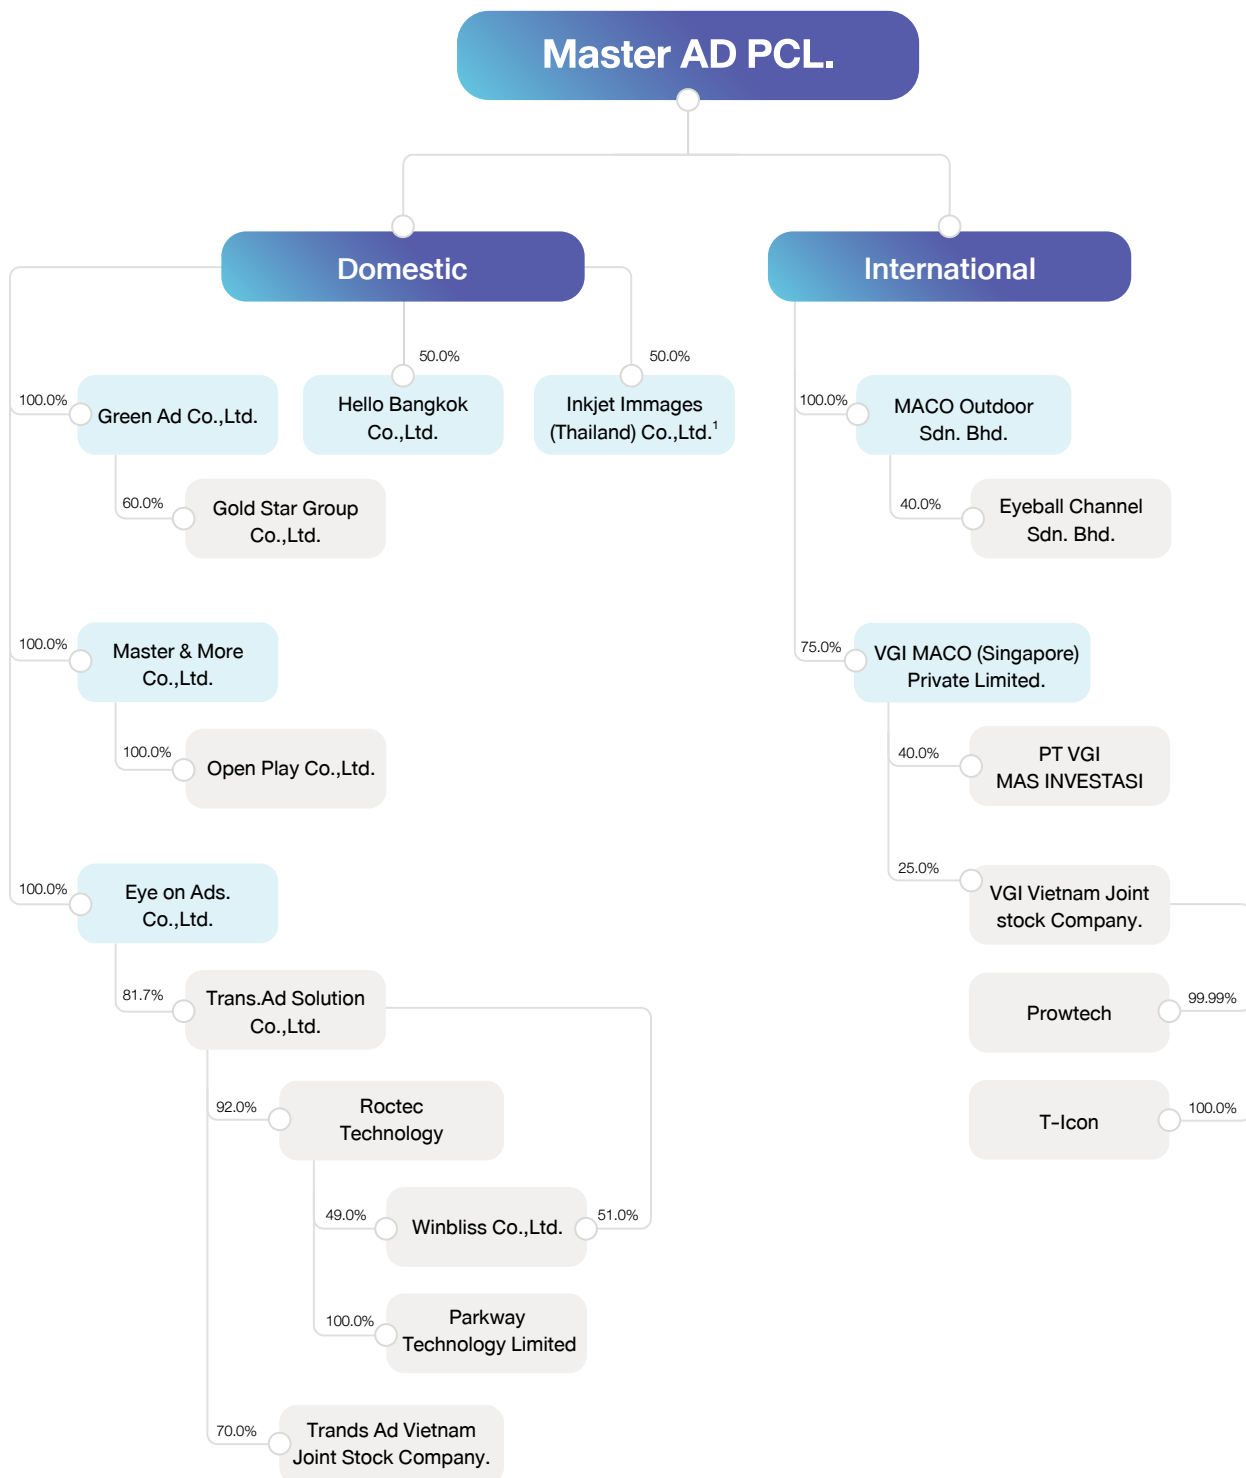 Master AD PCL.
Domestic
International
50.0%
50.0%
100.0%
Green Ad Co.,Ltd.
Hello Bangkok
Co.,Ltd.
Inkjet Immages
(Thailand) Co.,Ltd.¹
100.0%
MACO Outdoor
Sdn. Bhd.
60.0%
Gold Star Group
Co.,Ltd.
40.0%
Eyeball Channel
Sdn. Bhd.
100.0%
Master & More
Co.,Ltd.
75.0%
VGI MACO (Singapore)
Private Limited.
100.0%
Open Play Co.,Ltd.
40.0%
PT VGI
MAS INVESTASI
100.0%
Eye on Ads.
Co.,Ltd.
25.0%
VGI Vietnam Joint
stock Company.
81.7%
Trans.Ad Solution
Co.,Ltd.
Prowtech
99.99%
92.0%
Roctec
Technology
T-Icon
100.0%
49.0%
Winbliss Co.,Ltd.
51.0%
100.0%
Parkway
Technology Limited
70.0%
Trands Ad Vietnam
Joint Stock Company.